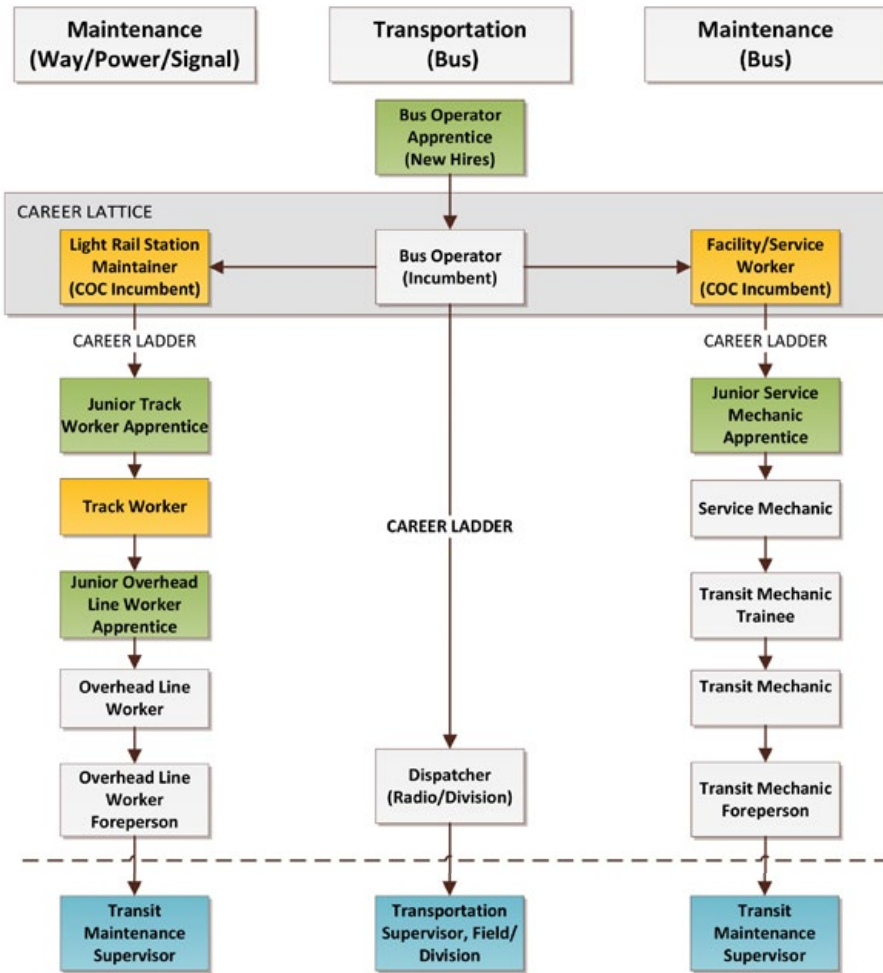 Maintenance
(Way/Power/Signal)
Transportation
(Bus)
Maintenance
(Bus)
Bus Operator
Apprentice
(New Hires)
CAREER LATTICE
Light Rail Station
Maintainer
(COC Incumbent)
Bus Operator
(Incumbent)
Facility/Service
Worker
(COC Incumbent)
CAREER LADDER
Junior Track
Worker Apprentice
Track Worker
Junior Overhead
Line Worker
Apprentice
Overhead Line
Worker
Overhead Line
Worker
Foreperson
Transit
Maintenance
Supervisor
CAREER LADDER
Dispatcher
(Radio/Division)
Transportation
Supervisor, Field/
Division
CAREER LADDER
Junior Service
Mechanic
Apprentice
Service Mechanic
Transit Mechanic
Trainee
Transit Mechanic
Transit Mechanic
Foreperson
Transit
Maintenance
Supervisor